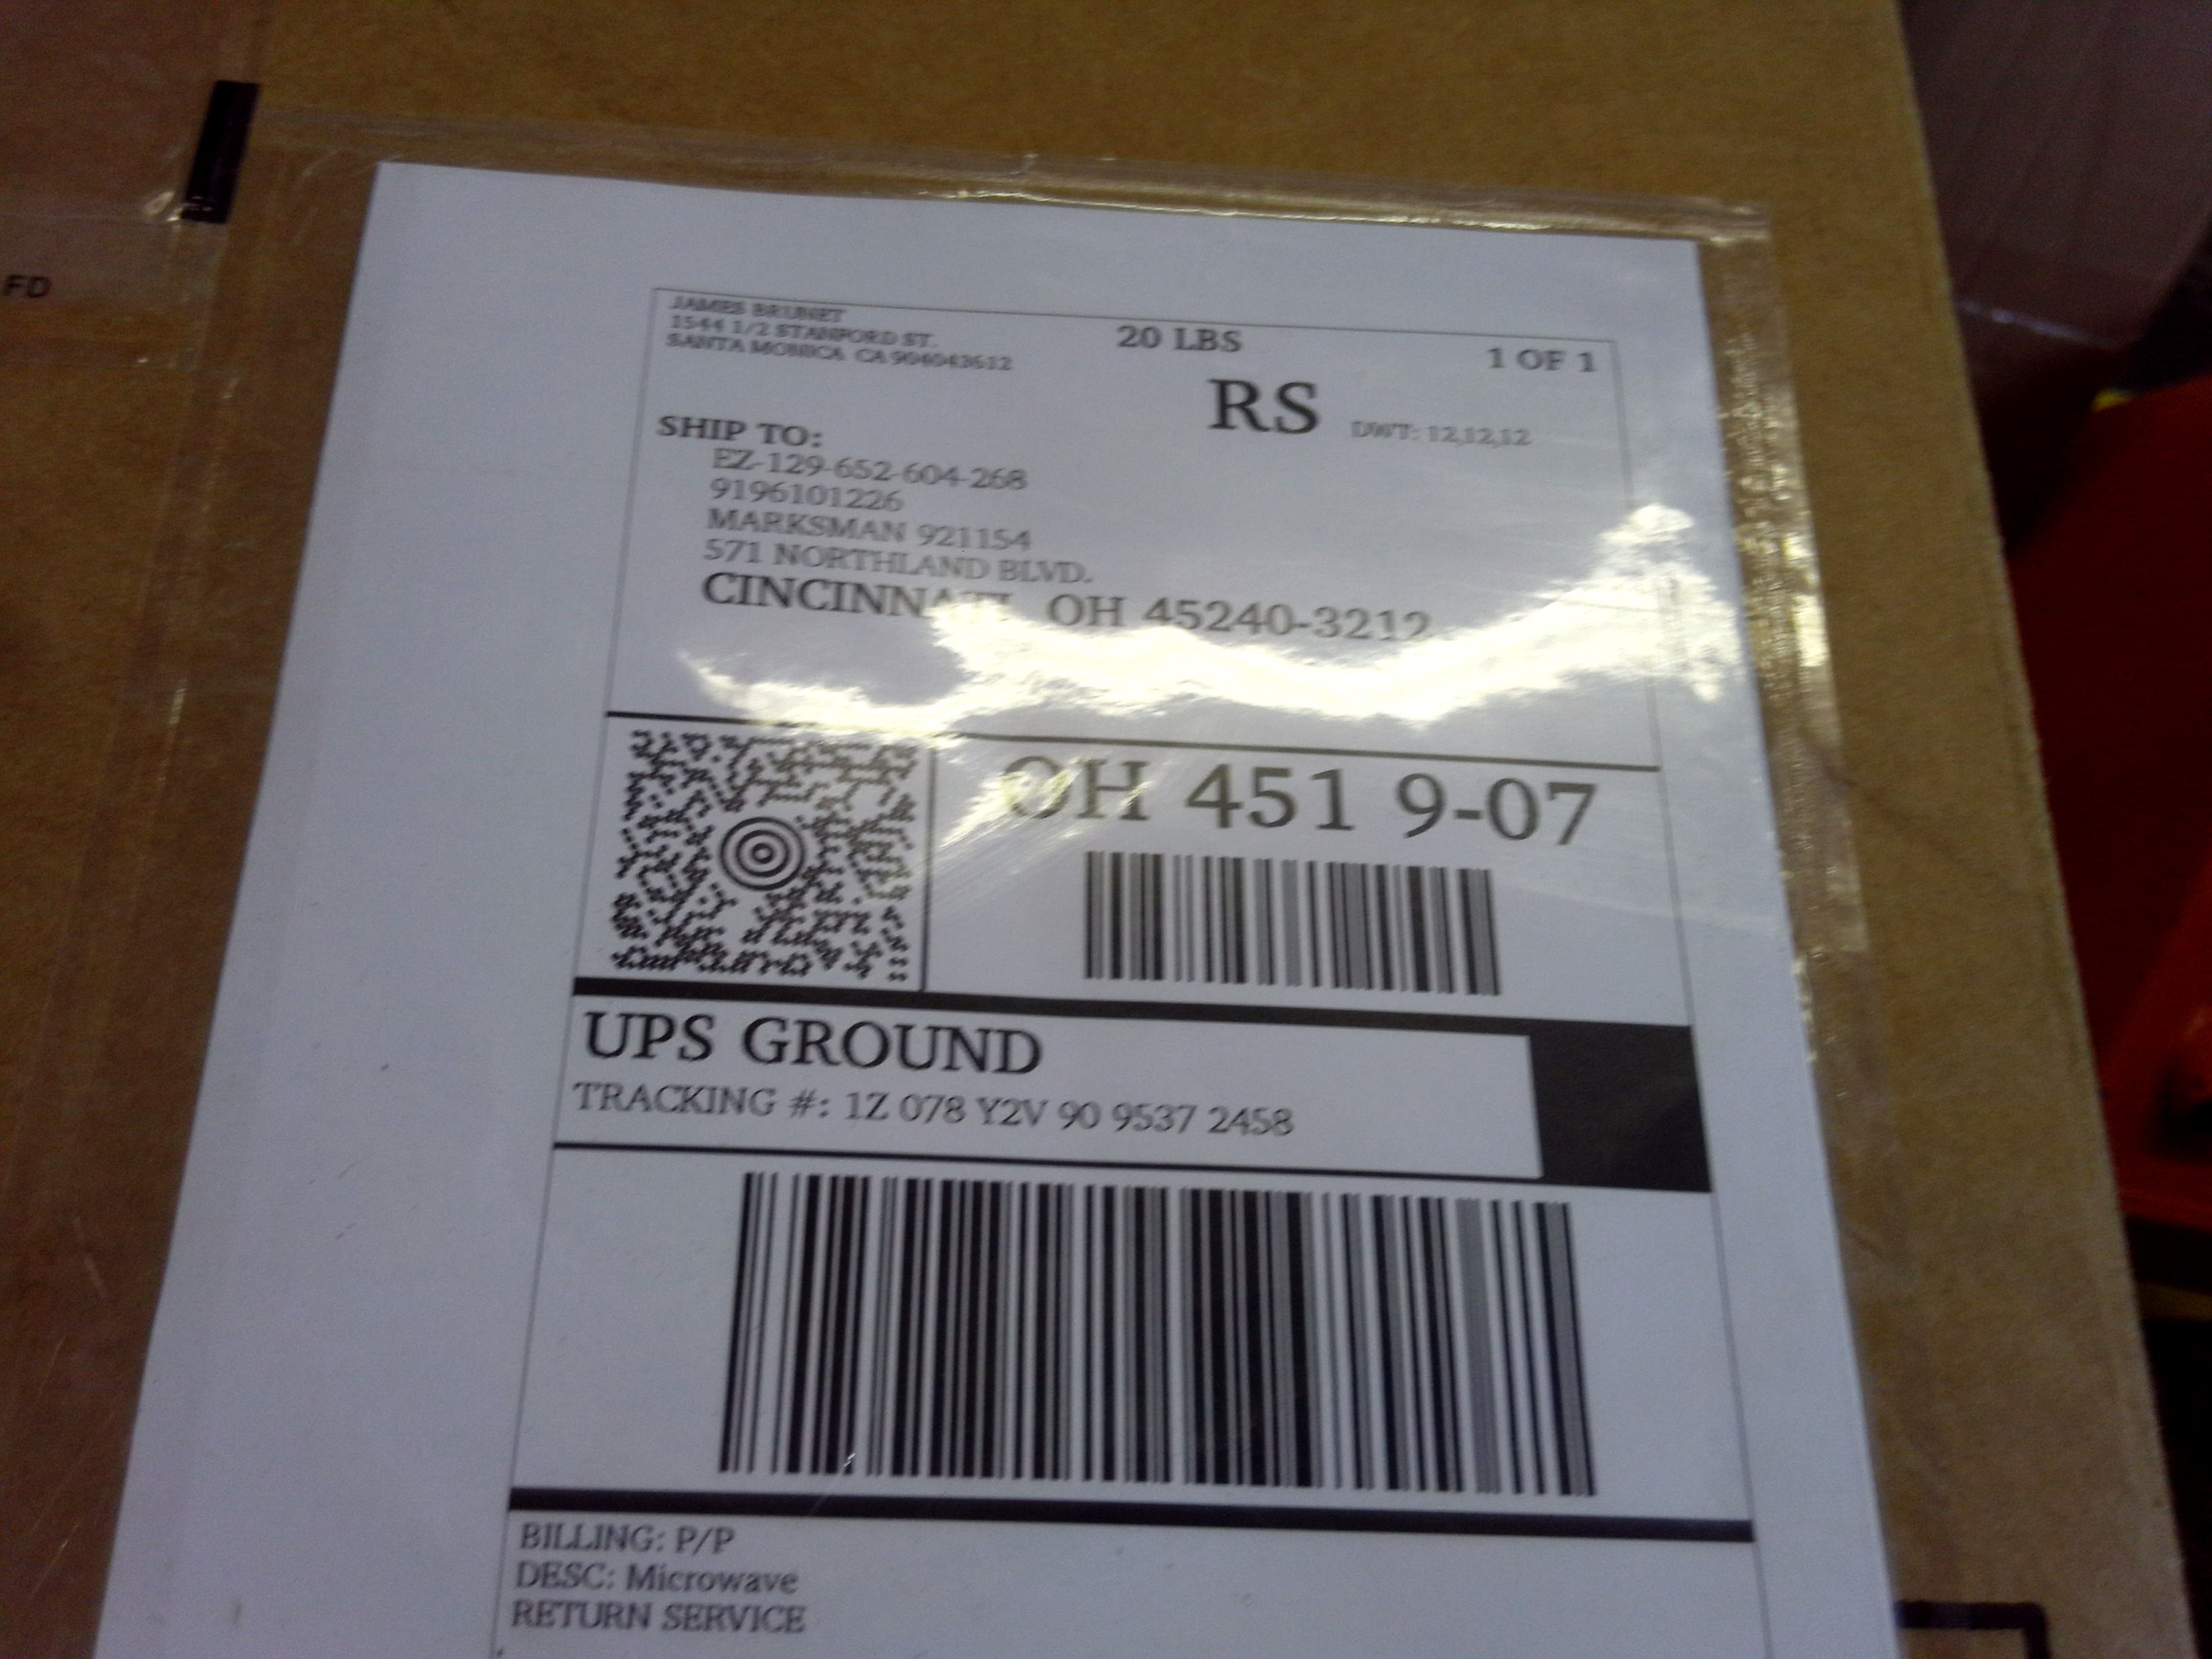 FD
JAMES BRUNET
1544 1/2 STANFORD ST.
SANTA MONICA CA 904043612
20 LBS
1 OF 1
RS DWT: 12,12,12
SHIP TO:
EZ-129-652-604-268
9196101226
MARKSMAN 921154
571 NORTHLAND BLVD.
CINCINNATI OH 45240-3212
OH 451 9-07
UPS GROUND
TRACKING #: 1Z 078 Y2V 90 9537 2458
BILLING: P/P
DESC: Microwave
RETURN SERVICE